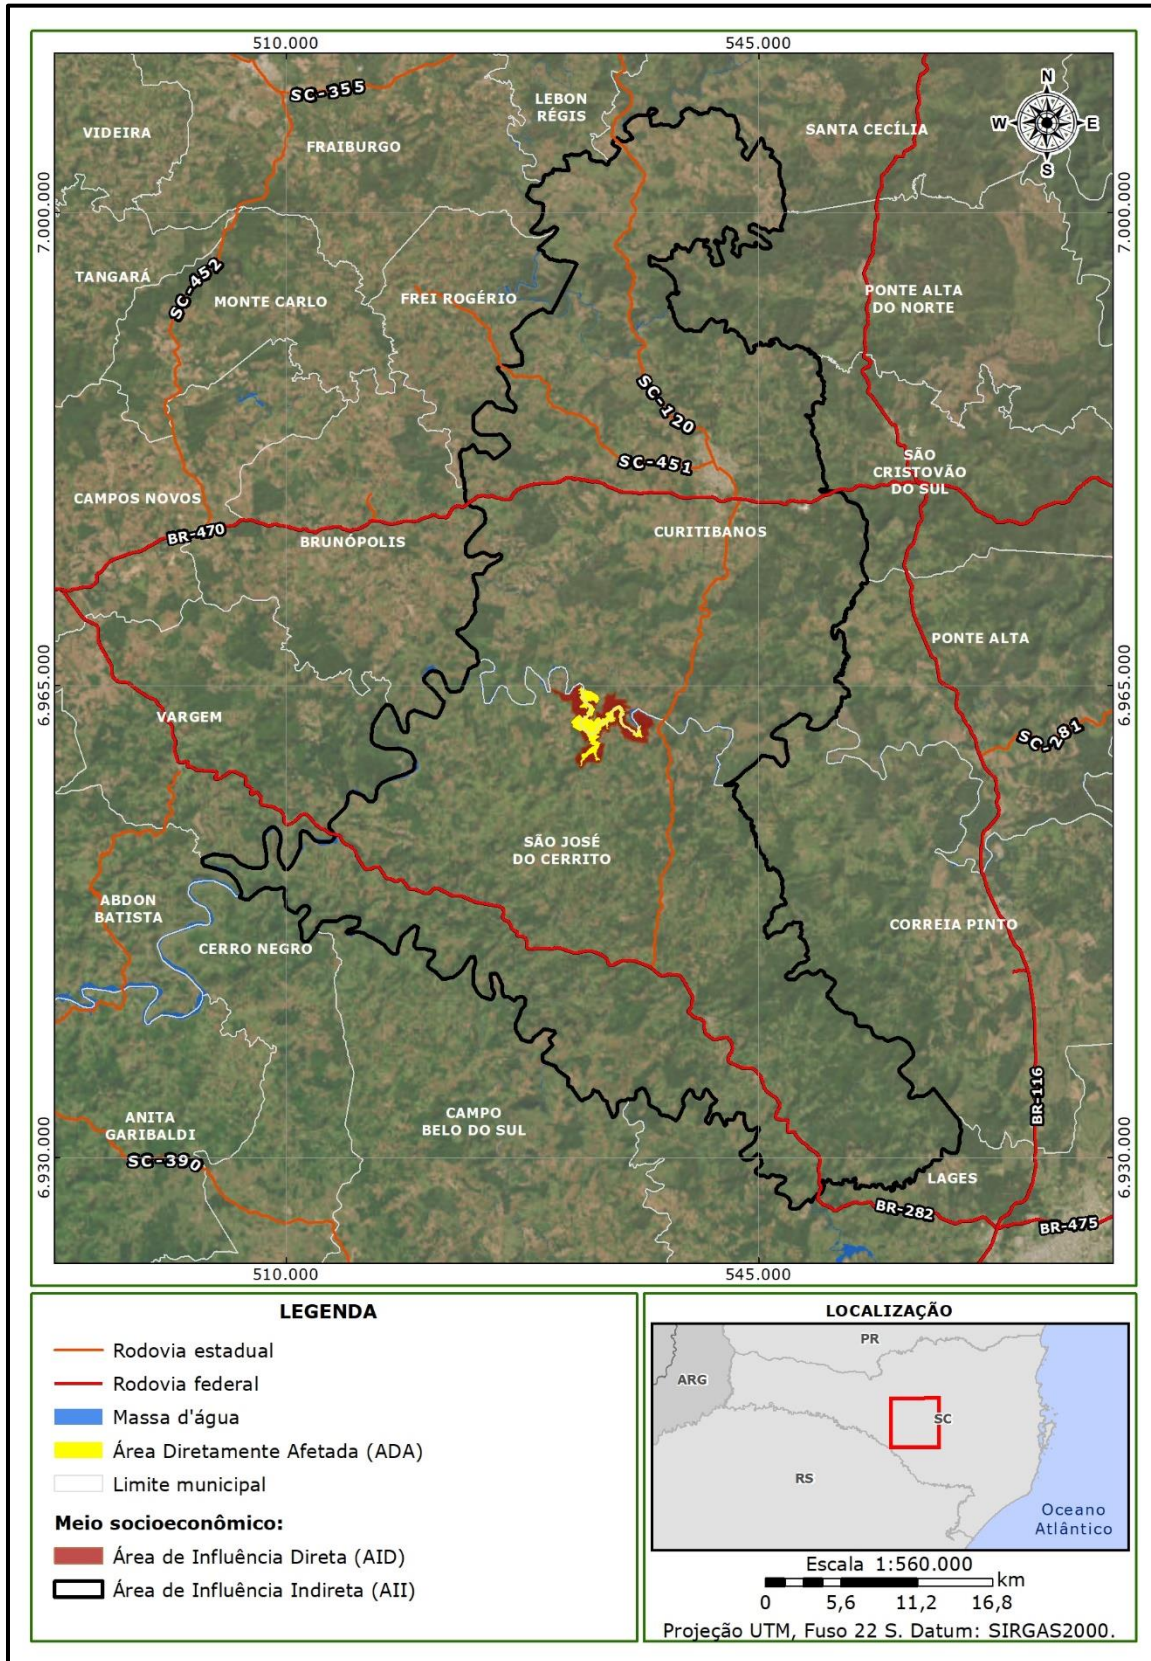 510.000
545.000
SC-355
LEBON
RÉGIS
VIDEIRA
FRAIBURGO
SANTA CECÍLIA
N
W
E
S
7.000.000
7.000.000
TANGARÁ
SC-452
MONTE CARLO
FREI ROGÉRIO
PONTE ALTA
DO NORTE
SC-120
SC-451
SÃO
CRISTOVÃO
DO SUL
CAMPOS NOVOS
BR-470
BRUNÓPOLIS
CURITIBANOS
PONTE ALTA
6.965.000
6.965.000
VARGEM
SC-281
SÃO JOSÉ
DO CERRITO
ABDON
BATISTA
CERRO NEGRO
CORREIA PINTO
BR-116
ANITA
GARIBALDI
CAMPO
BELO DO SUL
SC-390
6.930.000
6.930.000
LAGES
BR-282
BR-475
510.000
545.000
LEGENDA
Rodovia estadual
Rodovia federal
Massa d'água
Área Diretamente Afetada (ADA)
Limite municipal
Meio socioeconômico:
Área de Influência Direta (AID)
Área de Influência Indireta (AII)
LOCALIZAÇÃO
PR
ARG
SC
RS
Oceano
Atlântico
Escala 1:560.000
km
0 5,6 11,2 16,8
Projeção UTM, Fuso 22 S. Datum: SIRGAS2000.